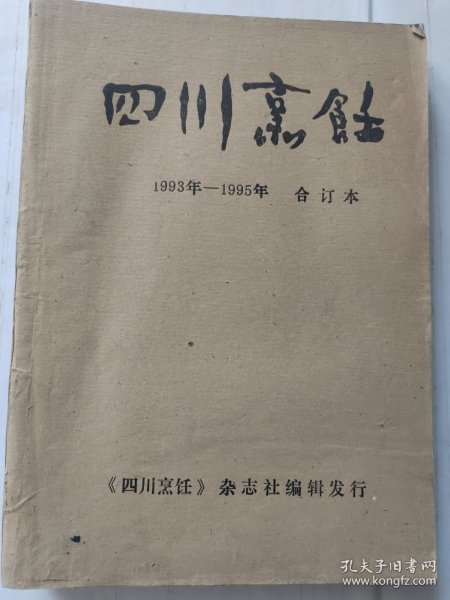 四川烹飪
1993年—1995年 合订本
《四川烹饪》杂志社编辑发行
孔夫子旧书网
www.kongfz.com